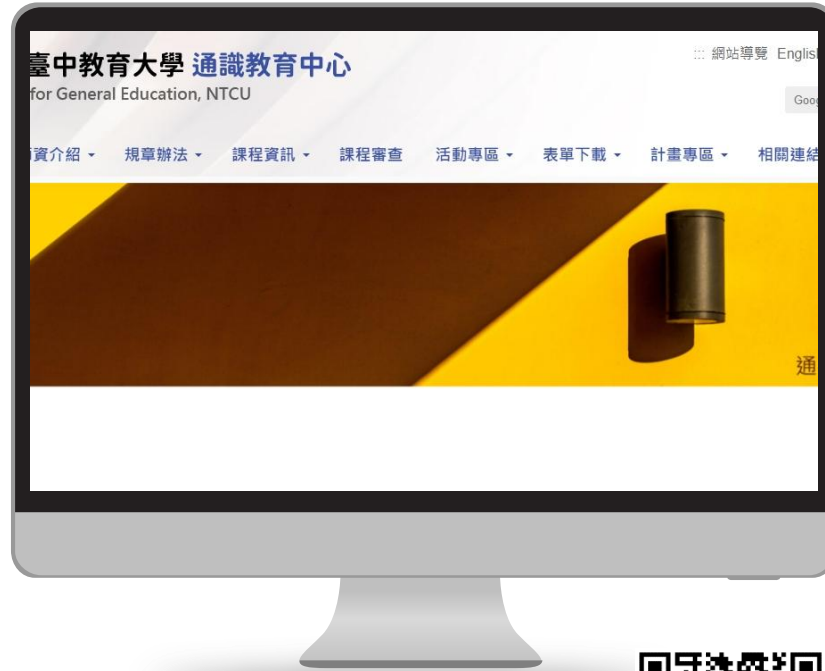 臺中教育大學 通識教育中心
::: 網站導覽 English
for General Education, NTCU
Goog
資介紹 規章辦法 課程資訊 課程審查 活動專區 表單下載 計畫專區 相關連結
通